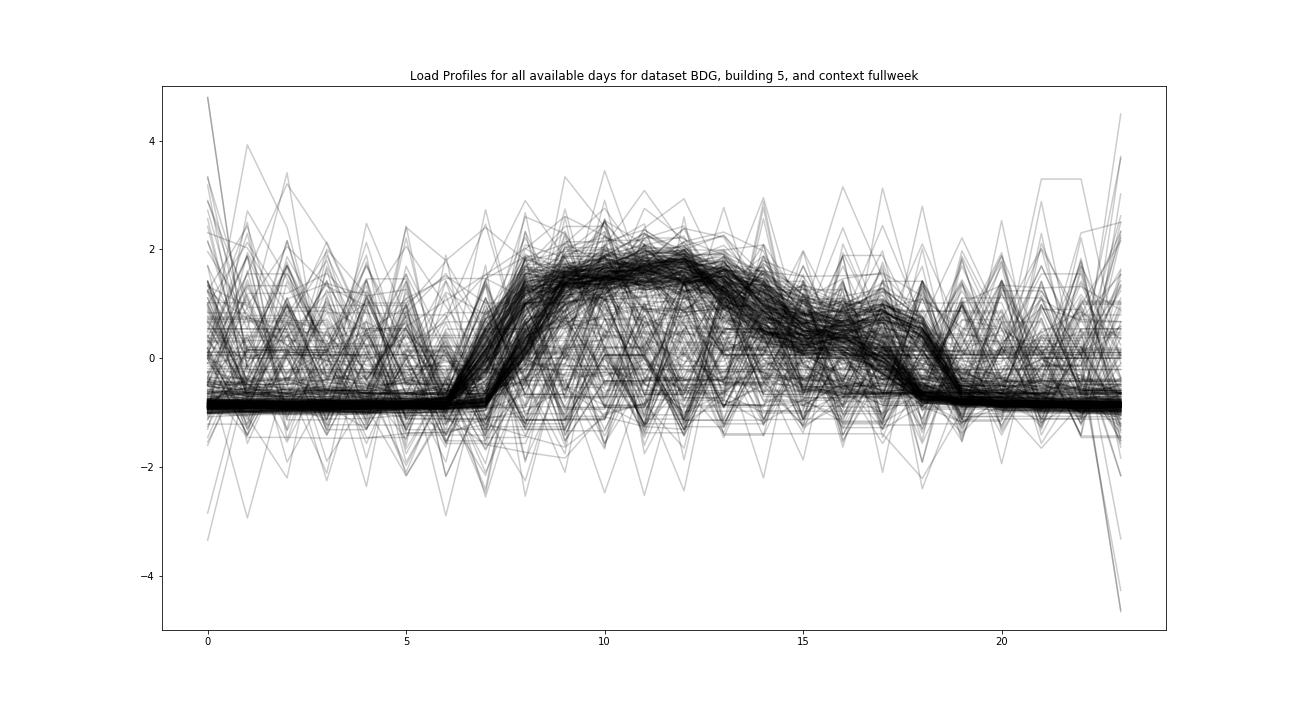 Load Profiles for all available days for dataset BDG, building 5, and context fullweek
4
2
0
−2
−4
0 5 10 15 20